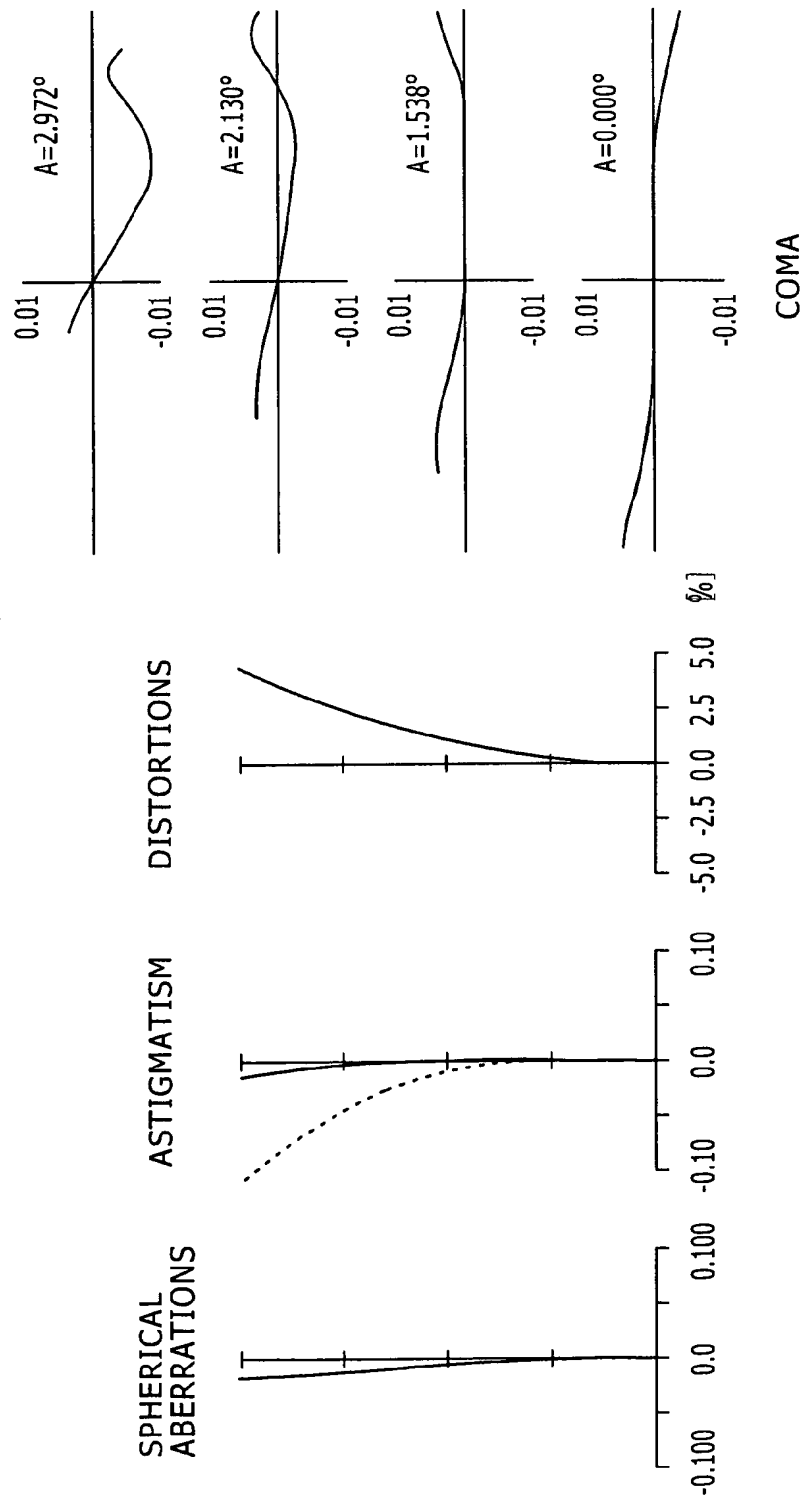 SPHERICAL
ABERRATIONS
-0.100
0.0
0.100
ASTIGMATISM
-0.10
0.0
0.10
DISTORTIONS
-5.0
-2.5
0.0
2.5
5.0
[%]
0.01
A=2.972°
-0.01
0.01
A=2.130°
-0.01
0.01
A=1.538°
-0.01
0.01
A=0.000°
-0.01
COMA